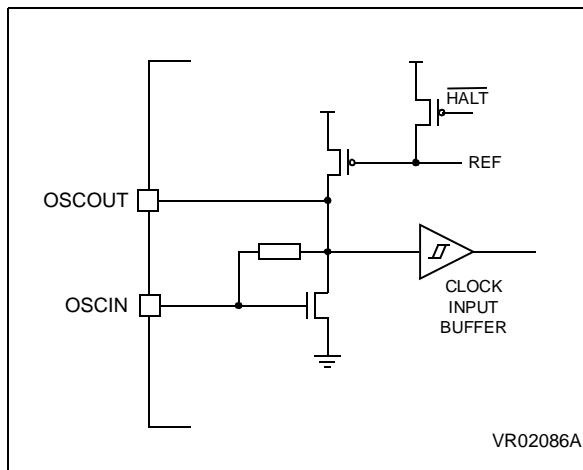 HALT
REF
OSCOUT
OSCIN
CLOCK
INPUT
BUFFER
VR02086A